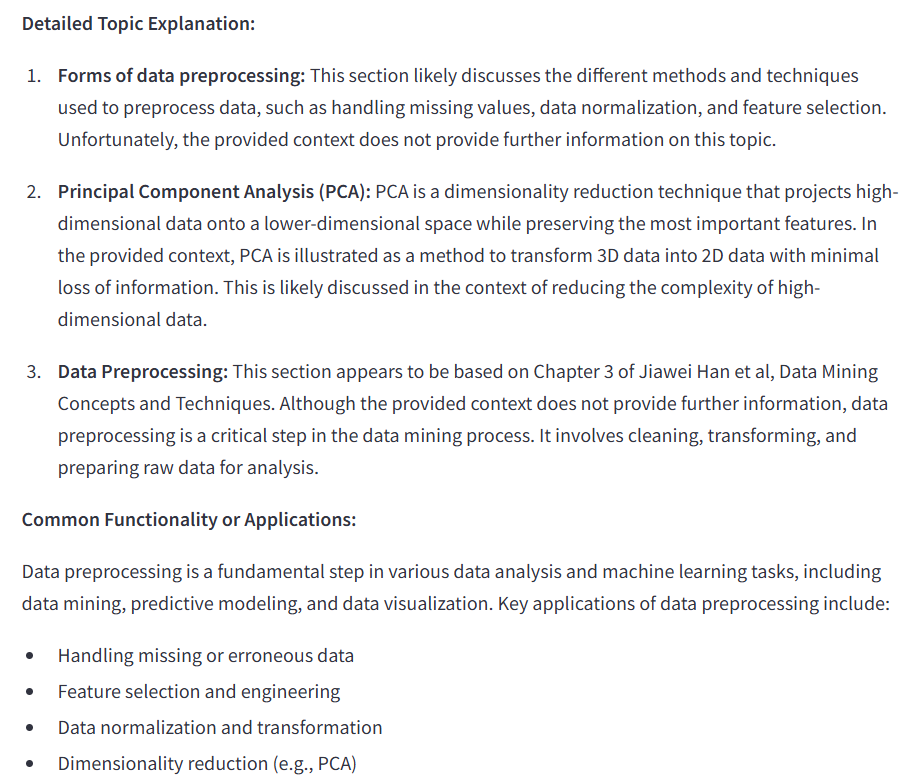 Detailed Topic Explanation:
1. Forms of data preprocessing: This section likely discusses the different methods and techniques
used to preprocess data, such as handling missing values, data normalization, and feature selection.
Unfortunately, the provided context does not provide further information on this topic.
2. Principal Component Analysis (PCA): PCA is a dimensionality reduction technique that projects high-
dimensional data onto a lower-dimensional space while preserving the most important features. In
the provided context, PCA is illustrated as a method to transform 3D data into 2D data with minimal
loss of information. This is likely discussed in the context of reducing the complexity of high-
dimensional data.
3. Data Preprocessing: This section appears to be based on Chapter 3 of Jiawei Han et al, Data Mining
Concepts and Techniques. Although the provided context does not provide further information, data
preprocessing is a critical step in the data mining process. It involves cleaning, transforming, and
preparing raw data for analysis.
Common Functionality or Applications:
Data preprocessing is a fundamental step in various data analysis and machine learning tasks, including
data mining, predictive modeling, and data visualization. Key applications of data preprocessing include:
• Handling missing or erroneous data
• Feature selection and engineering
• Data normalization and transformation
• Dimensionality reduction (e.g., PCA)